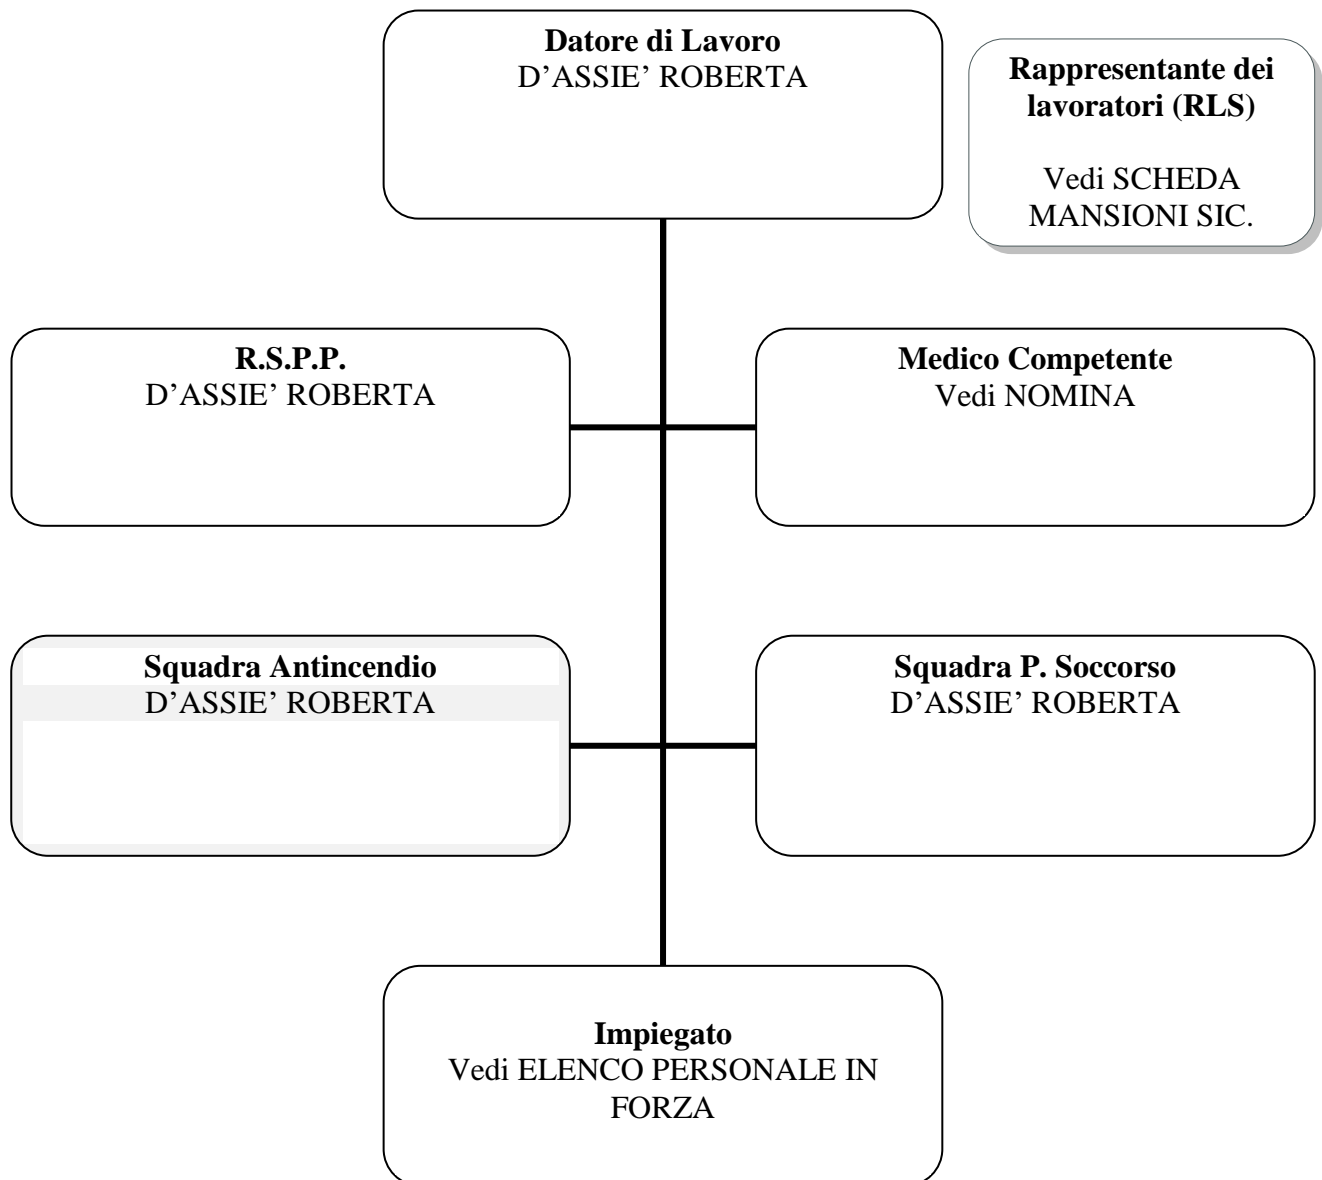 Datore di Lavoro
D’ASSIE’ ROBERTA
Rappresentante dei
lavoratori (RLS)
Vedi SCHEDA
MANSIONI SIC.
R.S.P.P.
D’ASSIE’ ROBERTA
Medico Competente
Vedi NOMINA
Squadra Antincendio
D’ASSIE’ ROBERTA
Squadra P. Soccorso
D’ASSIE’ ROBERTA
Impiegato
Vedi ELENCO PERSONALE IN
FORZA